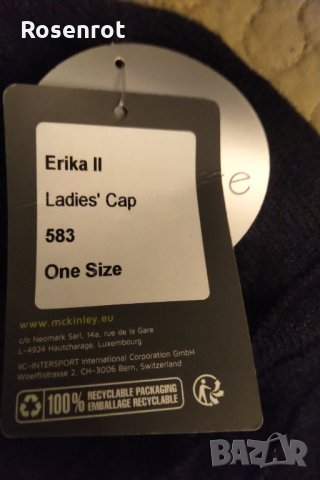 Rosenrot
Erika II
Ladies' Cap
583
One Size
e
www.mckinley.eu
c/o Neomark Sarl, 14a, rue de la Gare
L-4924 Hautcharage, Luxembourg
IIC-INTERSPORT International Corporation GmbH
Woelflistrasse 2, CH-3006 Bern, Switzerland
100% RECYCLABLE PACKAGING
EMBALLAGE RECYCLABLE
BAZAR